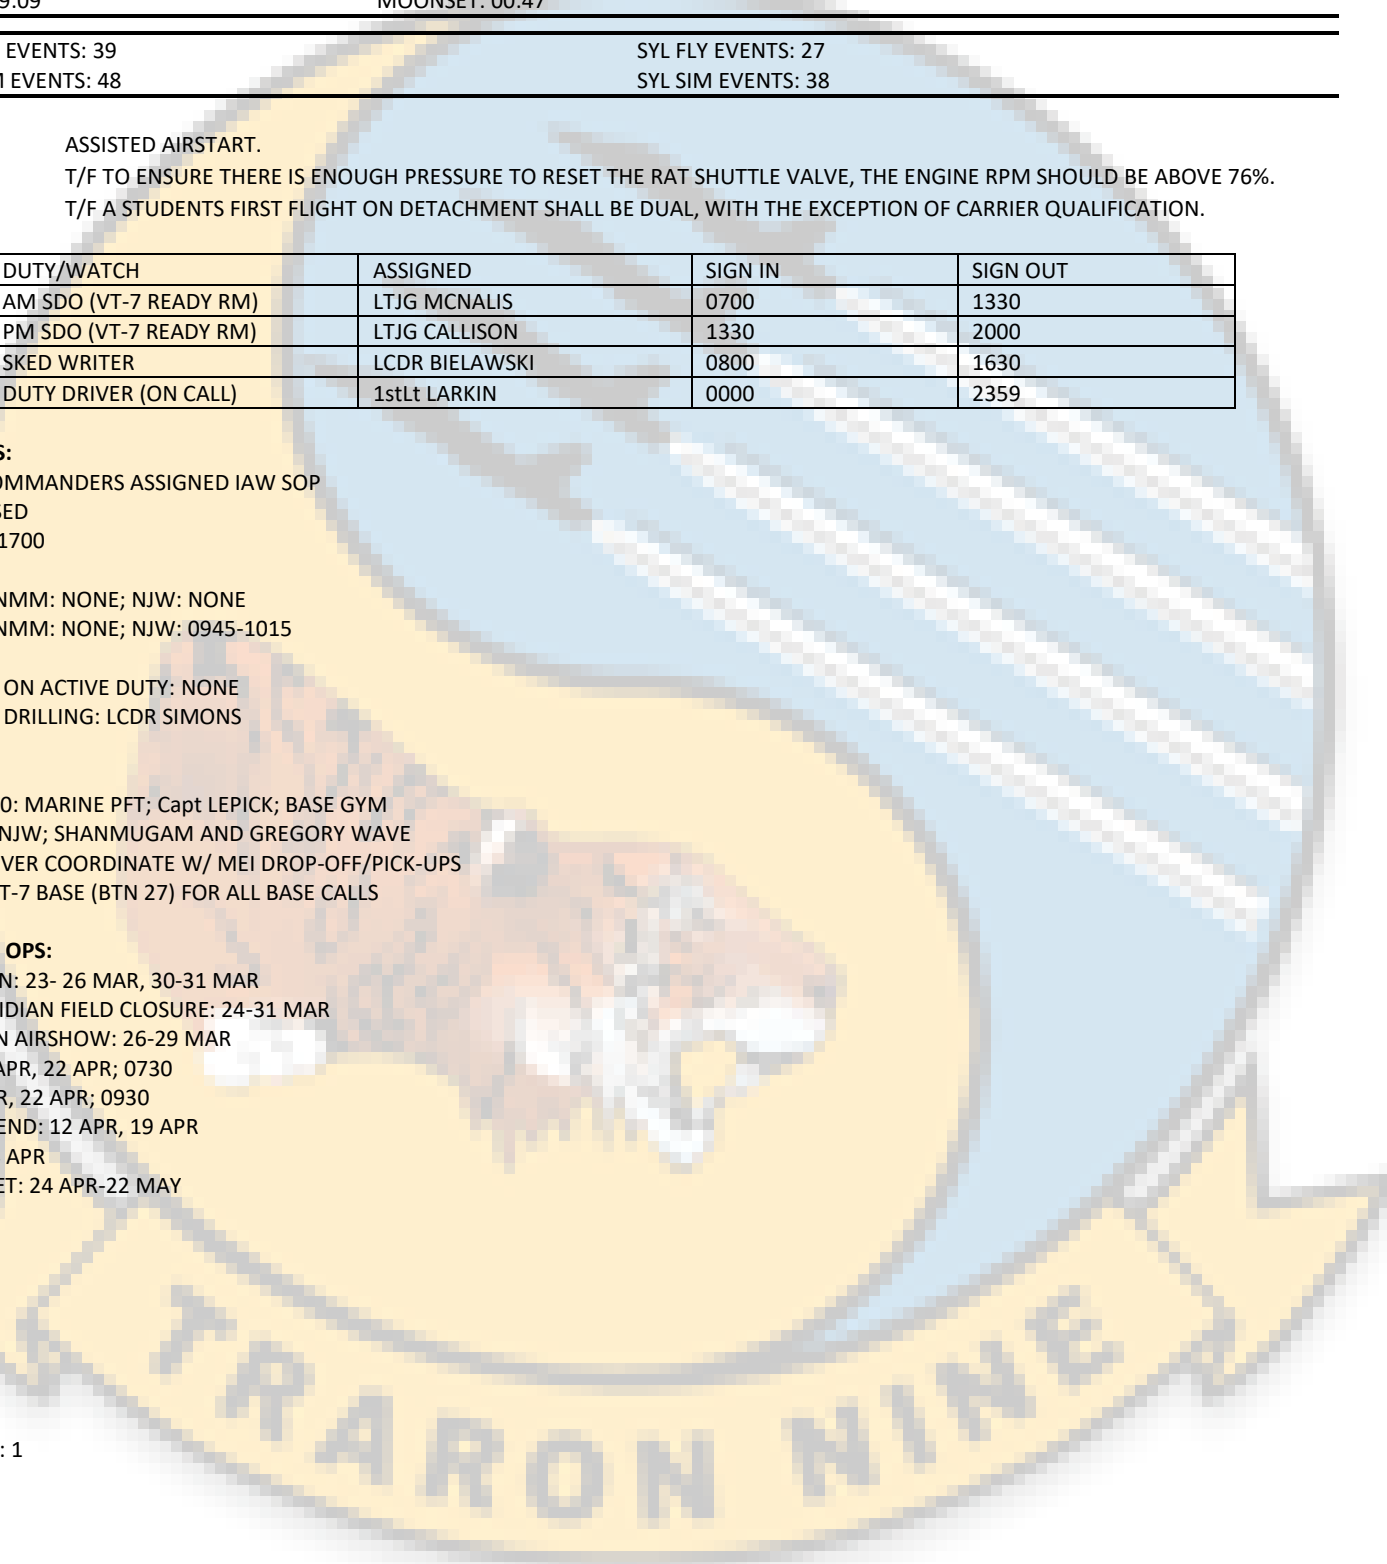 9:09 MOONSET: 00:47
EVENTS: 39 SYL FLY EVENTS: 27
EVENTS: 48 SYL SIM EVENTS: 38
ASSISTED AIRSTART.
T/F TO ENSURE THERE IS ENOUGH PRESSURE TO RESET THE RAT SHUTTLE VALVE, THE ENGINE RPM SHOULD BE ABOVE 76%.
T/F A STUDENTS FIRST FLIGHT ON DETACHMENT SHALL BE DUAL, WITH THE EXCEPTION OF CARRIER QUALIFICATION.
DUTY/WATCH ASSIGNED SIGN IN SIGN OUT
AM SDO (VT-7 READY RM) LTJG MCNALIS 0700 1330
PM SDO (VT-7 READY RM) LTJG CALLISON 1330 2000
SKED WRITER LCDR BIELAWSKI 0800 1630
DUTY DRIVER (ON CALL) 1stLt LARKIN 0000 2359
S:
OMMANDERS ASSIGNED IAW SOP
SED
1700
NMM: NONE; NJW: NONE
NMM: NONE; NJW: 0945-1015
ON ACTIVE DUTY: NONE
DRILLING: LCDR SIMONS
0: MARINE PFT; Capt LEPICK; BASE GYM
NJW; SHANMUGAM AND GREGORY WAVE
VER COORDINATE W/ MEI DROP-OFF/PICK-UPS
T-7 BASE (BTN 27) FOR ALL BASE CALLS
OPS:
N: 23- 26 MAR, 30-31 MAR
IDIAN FIELD CLOSURE: 24-31 MAR
N AIRSHOW: 26-29 MAR
APR, 22 APR; 0730
R, 22 APR; 0930
END: 12 APR, 19 APR
APR
ET: 24 APR-22 MAY
: 1
TRARON NINE